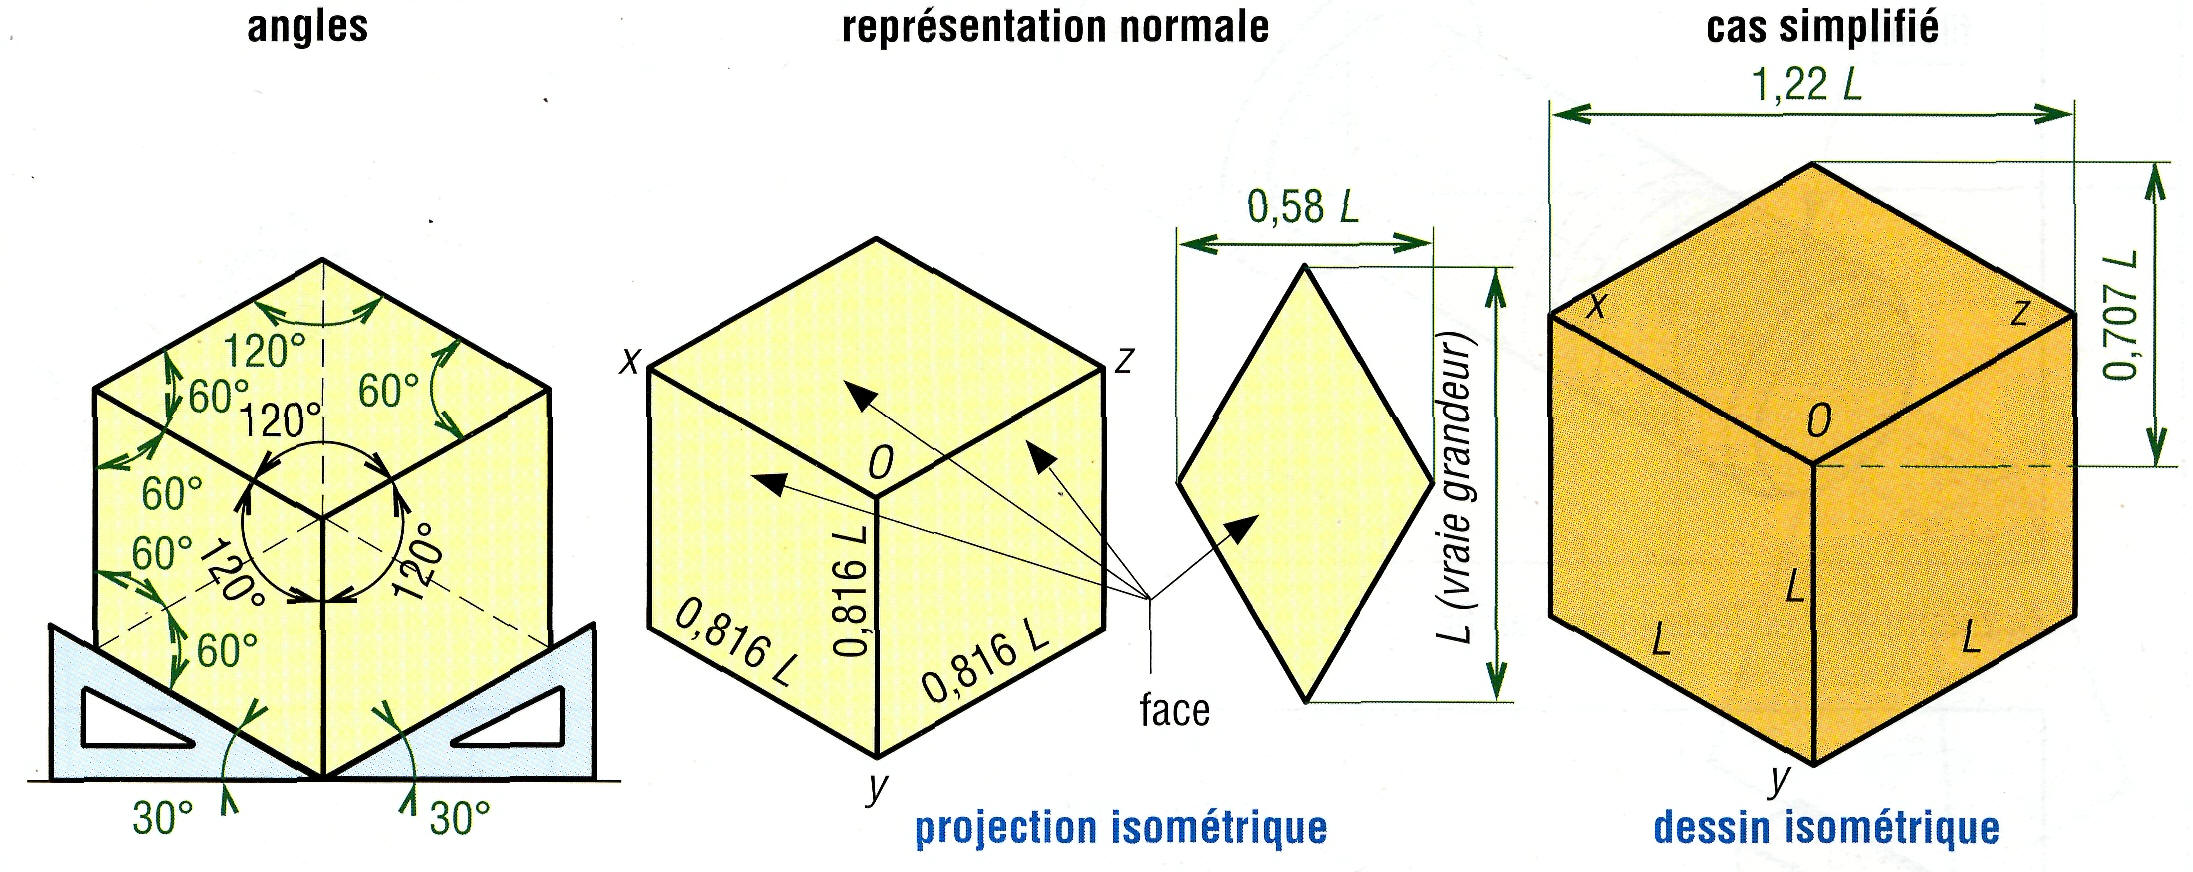 angles
représentation normale
cas simplifié
1,22 L
0,58 L
0,707 L
120°
60°
60°
120°
60°
60°
120°
120°
60°
30°
30°
x
z
O
0,816 L
0,816 L
0,816 L
y
face
L (vraie grandeur)
x
z
O
L
L
L
y
projection isométrique
dessin isométrique